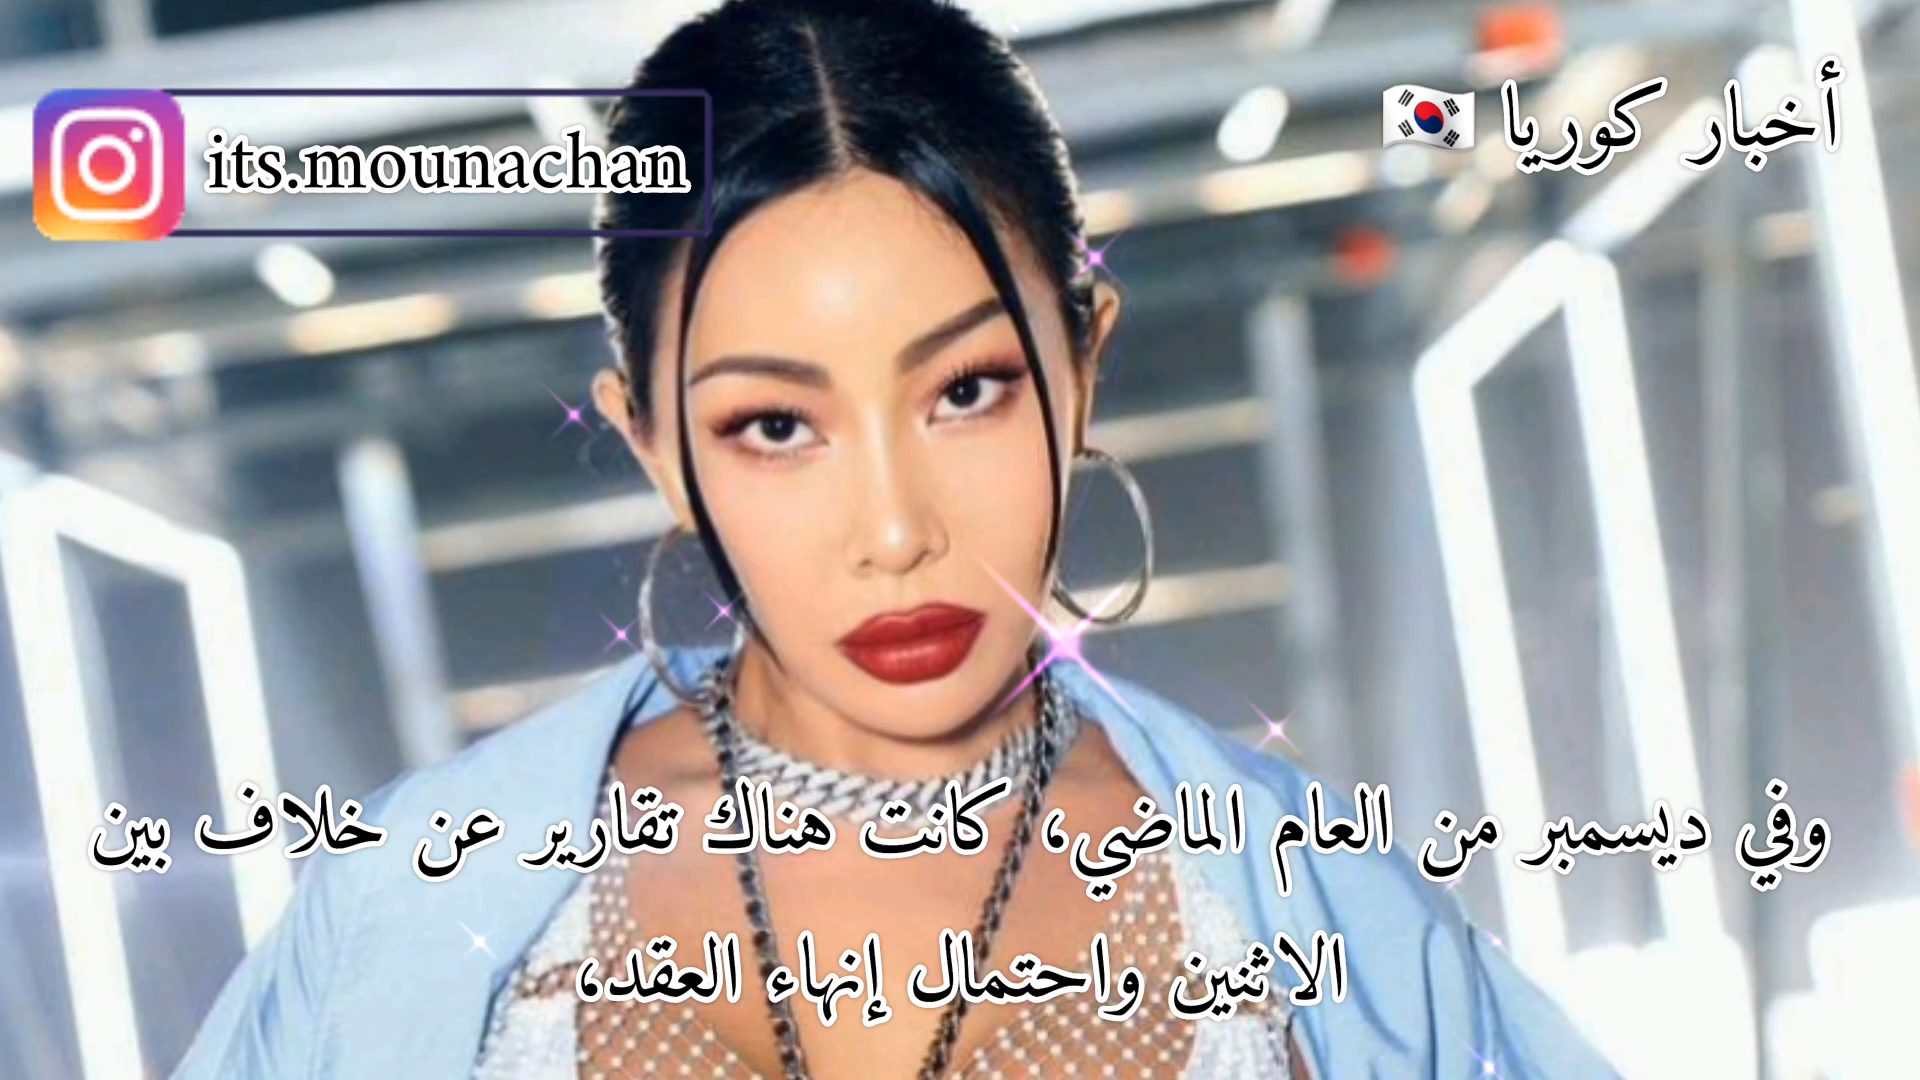 أخبار كوريا 🇰🇷
its.mounachan
وفي ديسمبر من العام الماضي، كانت هناك تقارير عن خلاف بين
الاثنين واحتمال إنهاء العقد،